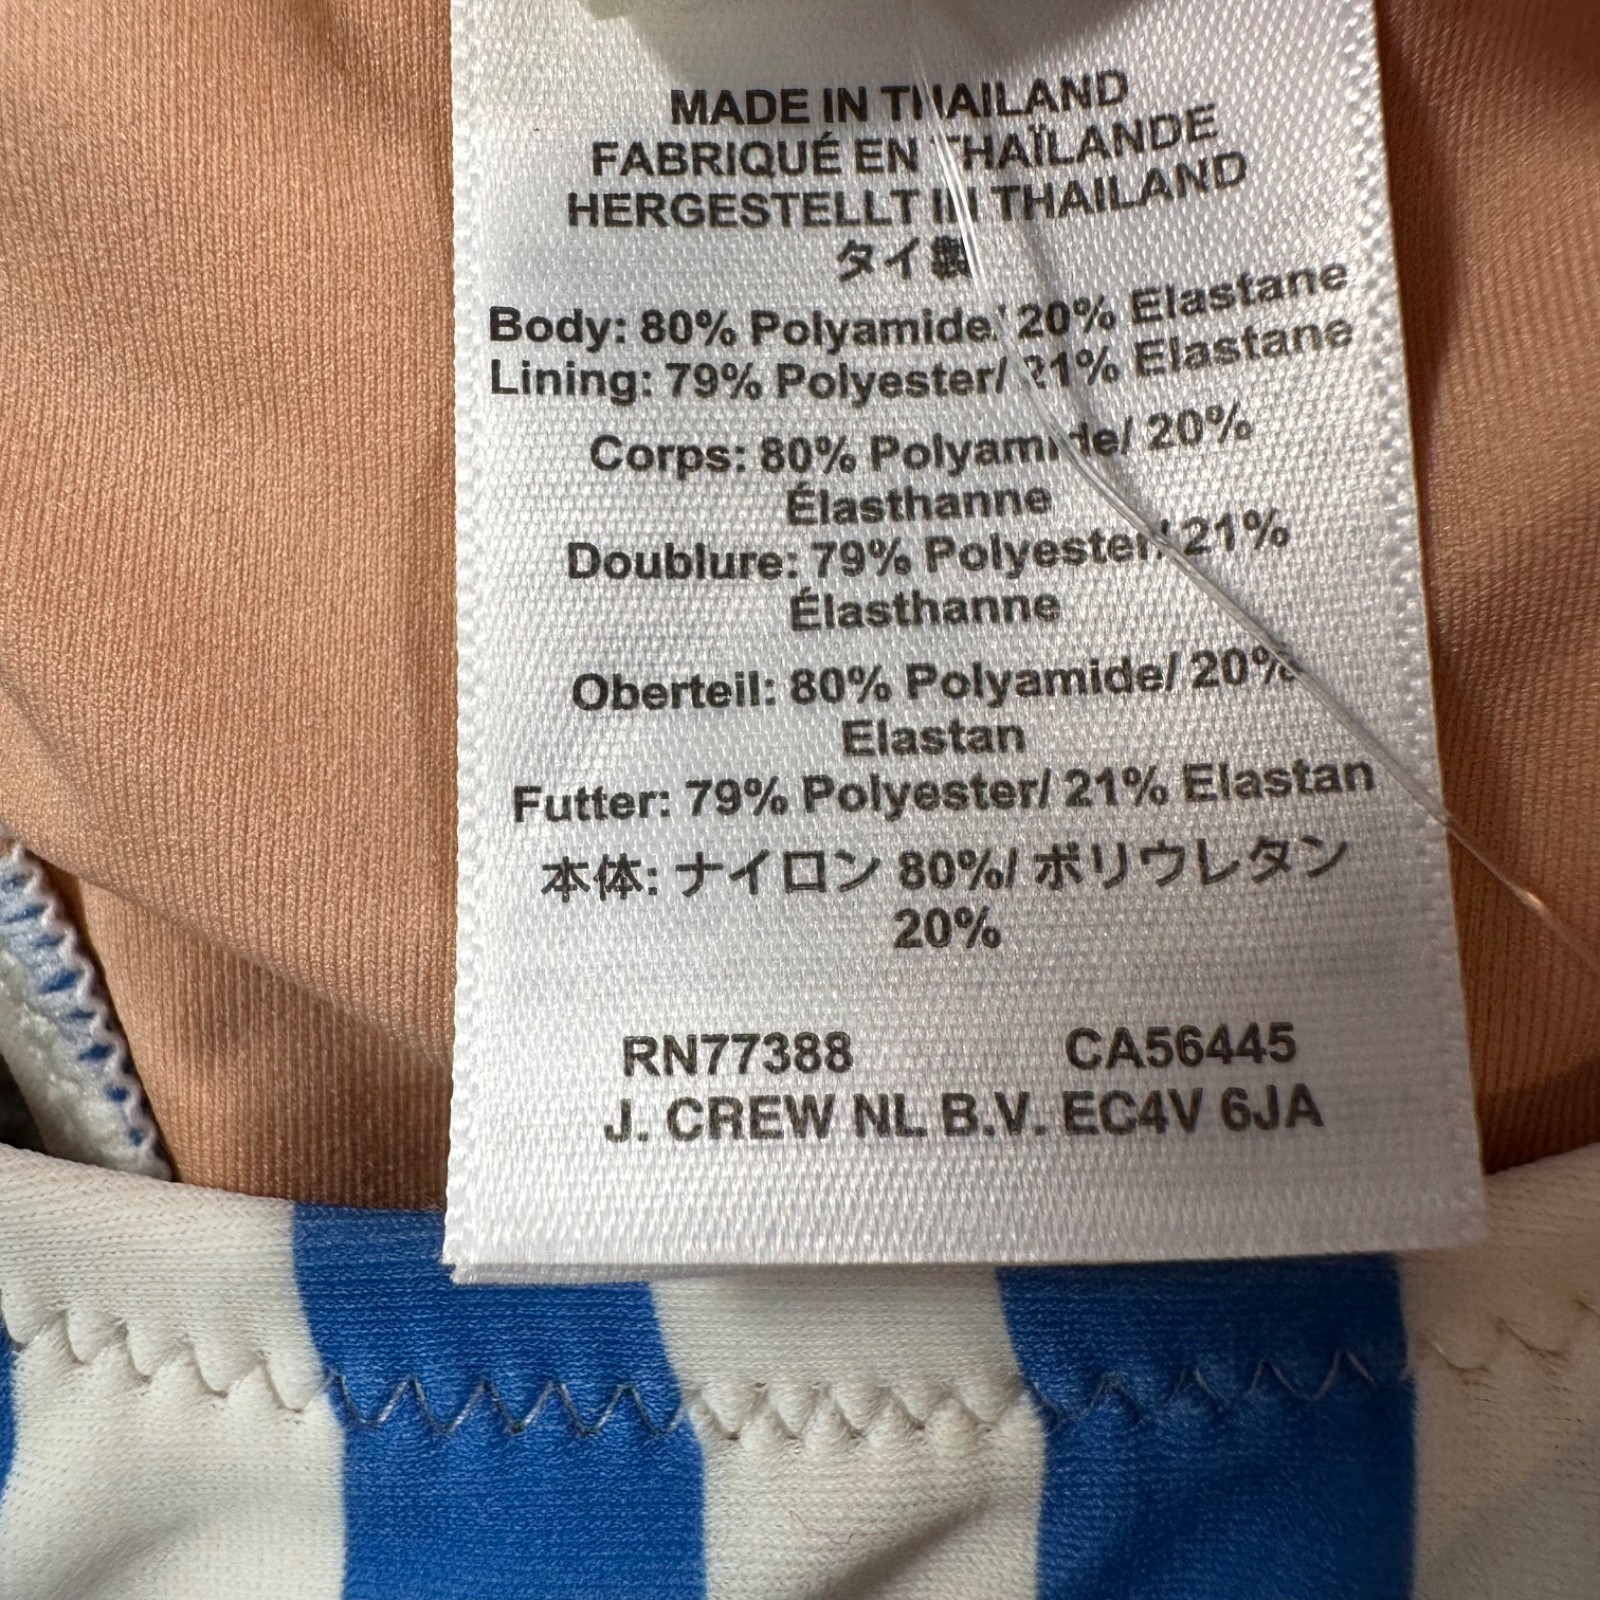 MADE IN THAILAND
FABRIQUÉ EN THAÏLANDE
HERGESTELLT IN THAILAND
タイ製
Body: 80% Polyamide/ 20% Elastane
Lining: 79% Polyester/ 21% Elastane
Corps: 80% Polyamide/ 20%
Élasthanne
Doublure: 79% Polyester/ 21%
Élasthanne
Oberteil: 80% Polyamide/ 20%
Elastan
Futter: 79% Polyester/ 21% Elastan
本体: ナイロン 80%/ ポリウレタン
20%
RN77388 CA56445
J. CREW NL B.V. EC4V 6JA